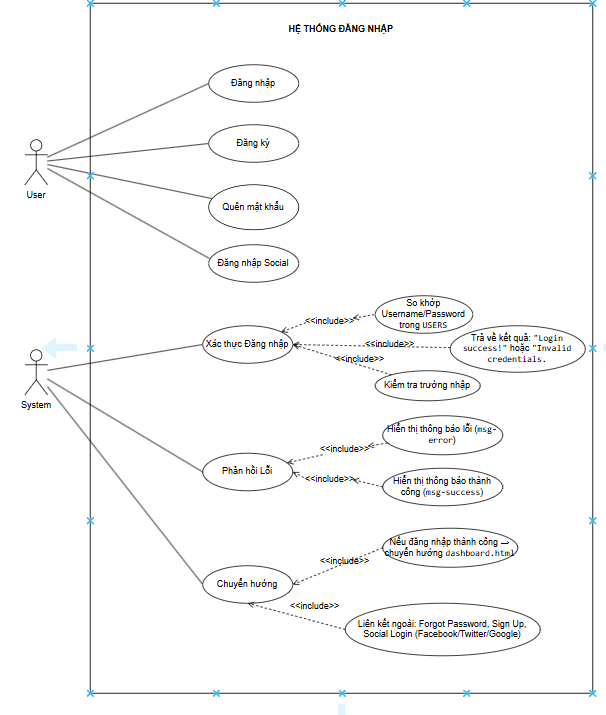 HỆ THỐNG ĐĂNG NHẬP
Đăng nhập
Đăng ký
User
Quên mật khẩu
Đăng nhập Social
<<include>>
So khớp
Username/Password
trong USERS
Xác thực Đăng nhập
<<include>>
Trả về kết quả: "Login
success!" hoặc "Invalid
credentials.
<<include>>
Kiểm tra trường nhập
System
Hiển thị thông báo lỗi (msg-
error)
<<include>>
Phản hồi Lỗi
<<include>>
Hiển thị thông báo thành
công (msg-success)
Nếu đăng nhập thành công →
chuyển hướng dashboard.html
<<include>>
Chuyển hướng
<<include>>
Liên kết ngoài: Forgot Password, Sign Up,
Social Login (Facebook/Twitter/Google)